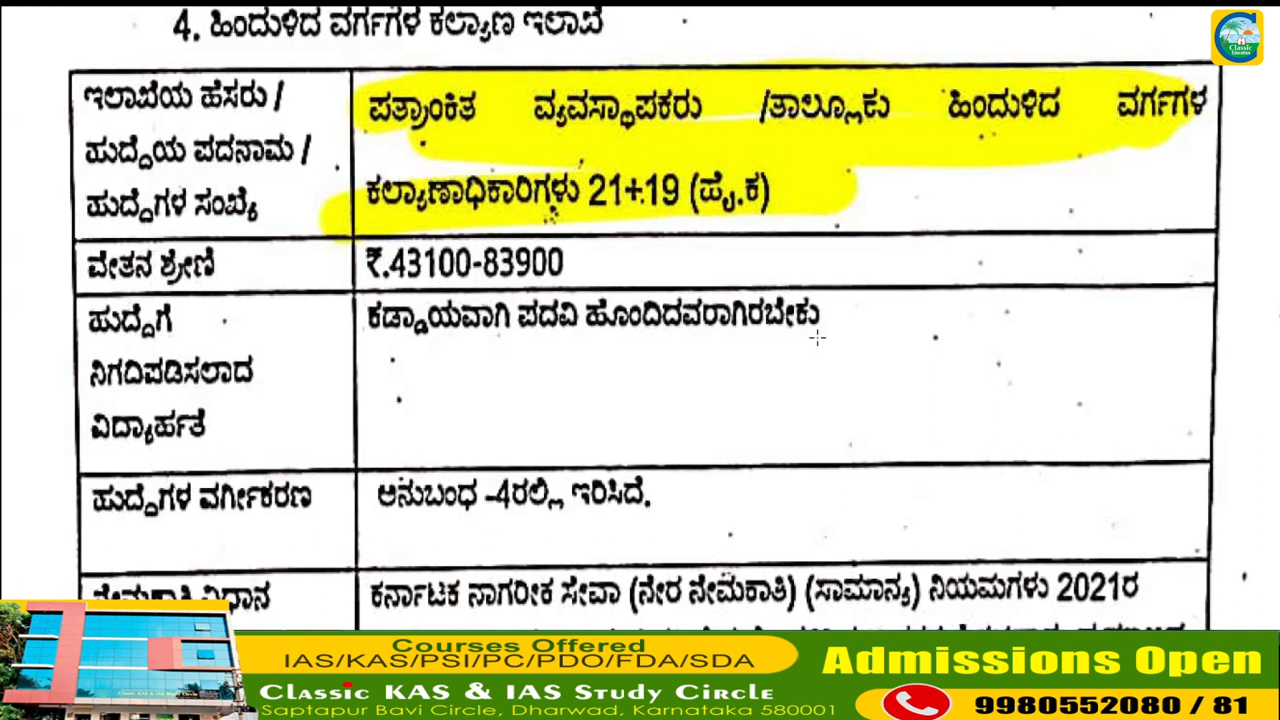 4. ಹಿಂದುಳಿದ ವರ್ಗಗಳ ಕಲ್ಯಾಣ ಇಲಾಖೆ
Classic
Education
ಇಲಾಖೆಯ ಹೆಸರು /
ಹುದ್ದೆಯ ಪದನಾಮ /
ಹುದ್ದೆಗಳ ಸಂಖ್ಯೆ
ಪತ್ರಾಂಕಿತ ವ್ಯವಸ್ಥಾಪಕರು /ತಾಲ್ಲೂಕು ಹಿಂದುಳಿದ ವರ್ಗಗಳ
ಕಲ್ಯಾಣಾಧಿಕಾರಿಗಳು 21+19 (ಹೈ.ಕ)
ವೇತನ ಶ್ರೇಣಿ
₹.43100-83900
ಹುದ್ದೆಗೆ
ನಿಗದಿಪಡಿಸಲಾದ
ವಿದ್ಯಾರ್ಹತೆ
ಕಡ್ಡಾಯವಾಗಿ ಪದವಿ ಹೊಂದಿದವರಾಗಿರಬೇಕು
ಹುದ್ದೆಗಳ ವರ್ಗೀಕರಣ
ಅನುಬಂಧ -4ರಲ್ಲಿ ಇರಿಸಿದೆ.
ನೇಮಕಾತಿ ವಿಧಾನ
ಕರ್ನಾಟಕ ನಾಗರೀಕ ಸೇವಾ (ನೇರ ನೇಮಕಾತಿ) (ಸಾಮಾನ್ಯ) ನಿಯಮಗಳು 2021ರ
Courses Offered
IAS/KAS/PSI/PC/PDO/FDA/SDA
Classic KAS & IAS Study Circle
Saptapur Bavi Circle, Dharwad, Karnataka 580001
Admissions Open
9980552080 / 81